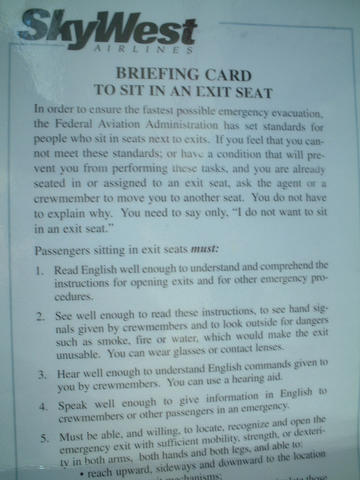 SkyWest
AIRLINES
BRIEFING CARD
TO SIT IN AN EXIT SEAT
In order to ensure the fastest possible emergency evacuation,
the Federal Aviation Administration has set standards for
people who sit in seats next to exits. If you feel that you can-
not meet these standards; or have a condition that will pre-
vent you from performing these tasks, and you are already
seated in or assigned to an exit seat, ask the agent or a
crewmember to move you to another seat. You do not have
to explain why. You need to say only, "I do not want to sit
in an exit seat."
Passengers sitting in exit seats must:
1. Read English well enough to understand and comprehend the
instructions for opening exits and for other emergency pro-
cedures.
2. See well enough to read these instructions, to see hand sig-
nals given by crewmembers and to look outside for dangers
such as smoke, fire or water, which would make the exit
unusable. You can wear glasses or contact lenses.
3. Hear well enough to understand English commands given to
you by crewmembers. You can use a hearing aid.
4. Speak well enough to give information in English to
crewmembers or other passengers in an emergency.
5. Must be able, and willing, to locate, recognize and open the
emergency exit with sufficient mobility, strength, or dexteri-
ty in both arms, both hands and both legs, and able to:
• reach upward, sideways and downward to the location